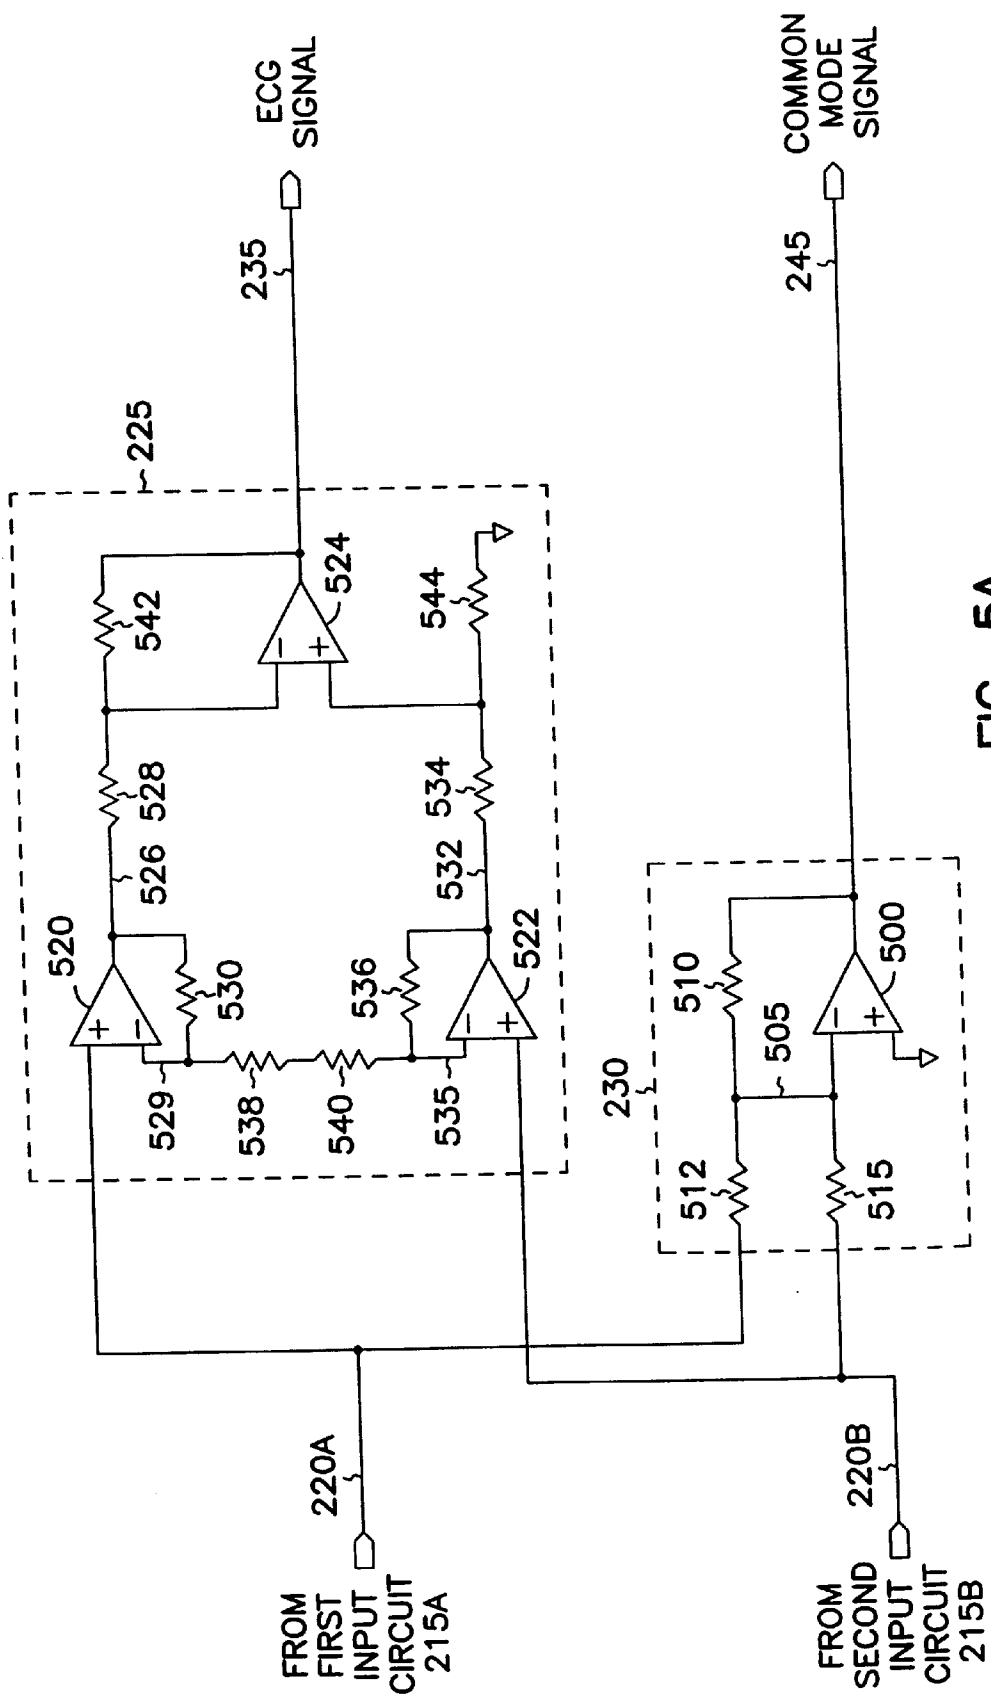 ECG
SIGNAL
235
225
542
524
544
528
526
534
532
520
530
529
538
540
536
535
522
+
−
−
+
−
+
COMMON
MODE
SIGNAL
245
230
510
505
500
512
515
−
+
220A
FROM
FIRST
INPUT
CIRCUIT
215A
220B
FROM
SECOND
INPUT
CIRCUIT
215B
FIG. 5A